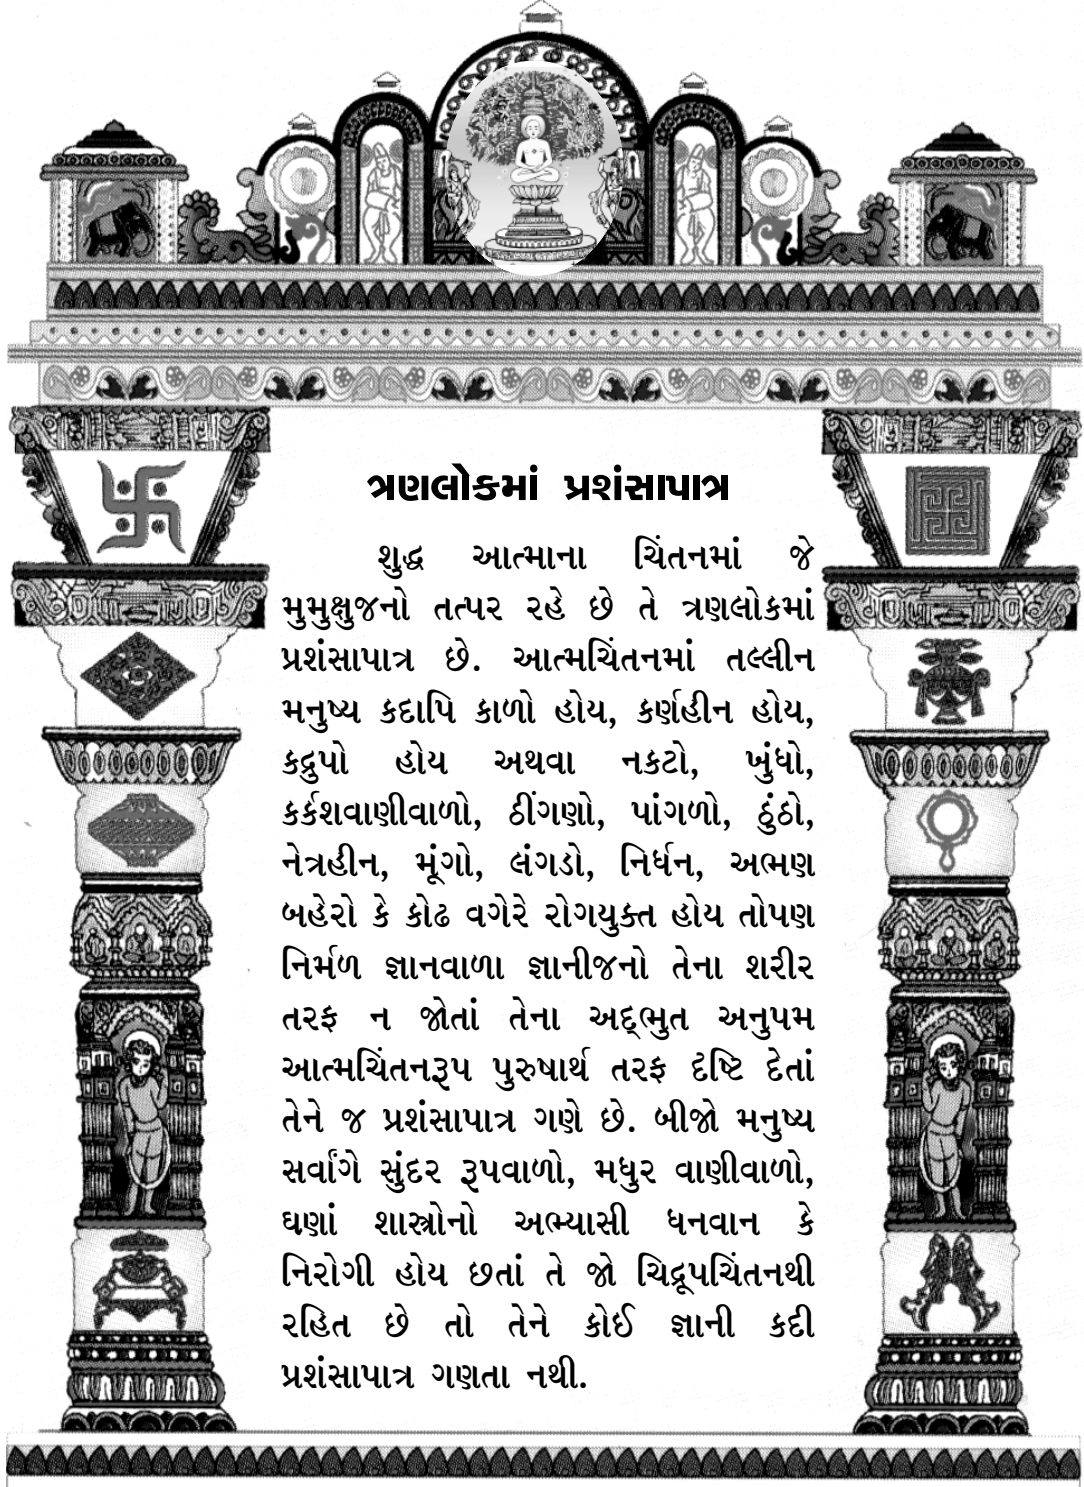 ત્રણલોકમાં પ્રશંસાપાત્ર
શુદ્ધ આત્માના ચિંતનમાં જે
મુમુક્ષુજનો તત્પર રહે છે તે ત્રણલોકમાં
પ્રશંસાપાત્ર છે. આત્મચિંતનમાં તલ્લીન
મનુષ્ય કદાપિ કાળો હોય, કર્ણહીન હોય,
કદ્રુપો હોય અથવા નકટો, ખુંધો,
કર્કશવાણીવાળો, ઠીંગણો, પાંગળો, ઠુંઠો,
નેત્રહીન, મૂંગો, લંગડો, નિર્ધન, અભણ
બહેરો કે કોઢ વગેરે રોગયુક્ત હોય તોપણ
નિર્મળ જ્ઞાનવાળા જ્ઞાનીજનો તેના શરીર
તરફ ન જોતાં તેના અદ્ભુત અનુપમ
આત્મચિંતનરૂપ પુરુષાર્થ તરફ દૃષ્ટિ દેતાં
તેને જ પ્રશંસાપાત્ર ગણે છે. બીજો મનુષ્ય
સર્વાંગે સુંદર રૂપવાળો, મધુર વાણીવાળો,
ઘણાં શાસ્ત્રોનો અભ્યાસી ધનવાન કે
નિરોગી હોય છતાં તે જો ચિદ્રૂપચિંતનથી
રહિત છે તો તેને કોઈ જ્ઞાની કદી
પ્રશંસાપાત્ર ગણતા નથી.